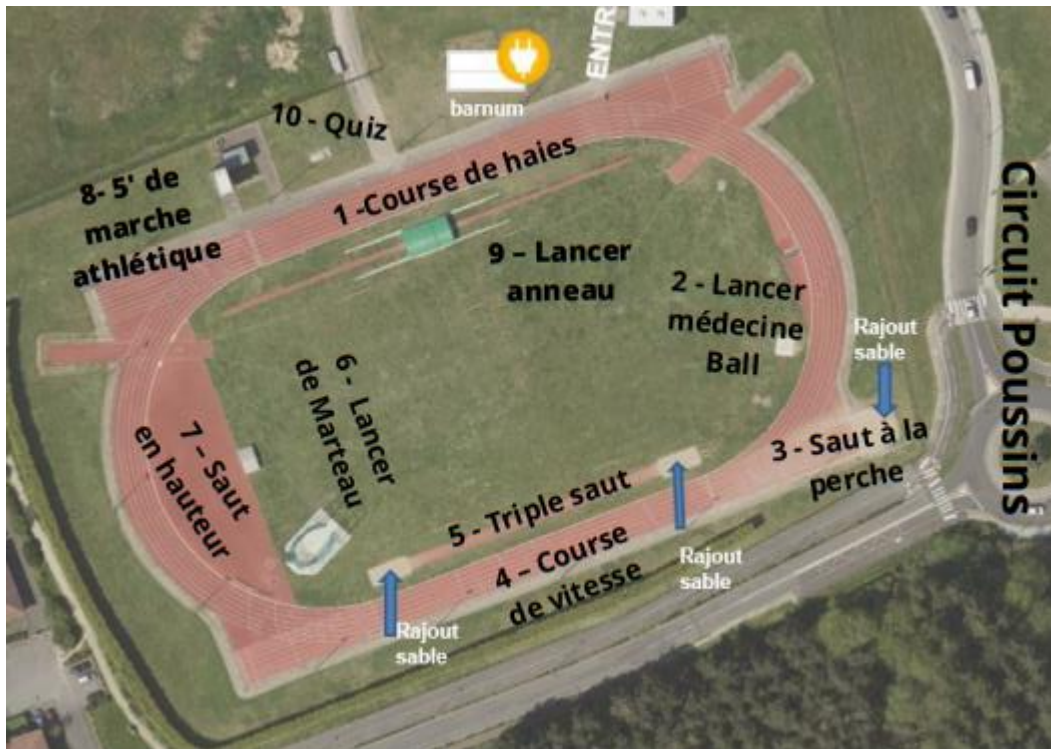 ENTR
barnum
10 - Quiz
1 -Course de haies
8- 5' de
marche
athlétique
9 – Lancer
anneau
2 - Lancer
médecine
Ball
Rajout
sable
Circuit Poussins
6 - Lancer
de Marteau
7 – Saut
en hauteur
3 - Saut à la
perche
5 - Triple saut
4 – Course
de vitesse
Rajout
sable
Rajout
sable